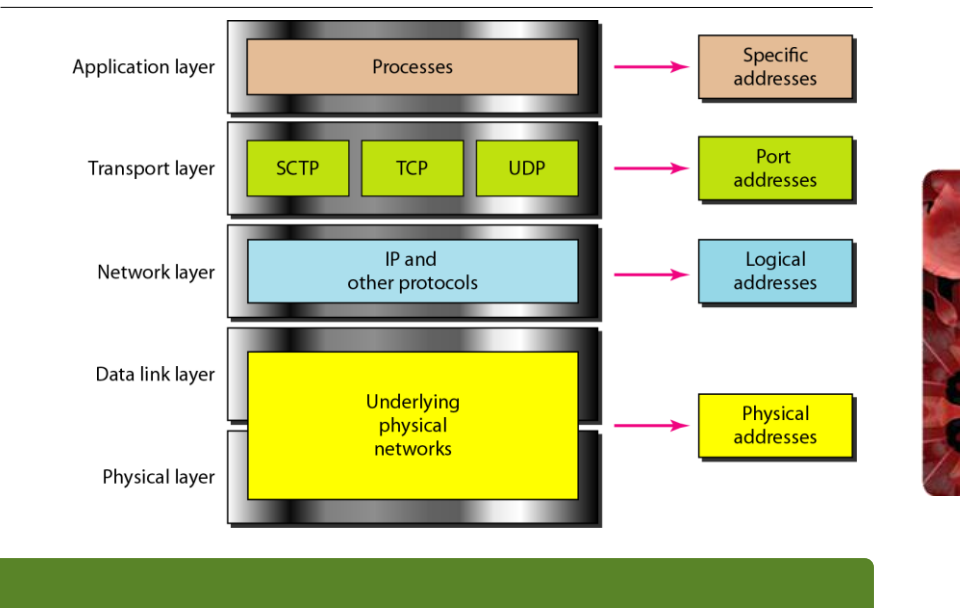 Application layer
Processes
Specific
addresses
Transport layer
SCTP
TCP
UDP
Port
addresses
Network layer
IP and
other protocols
Logical
addresses
Data link layer
Underlying
physical
networks
Physical
addresses
Physical layer